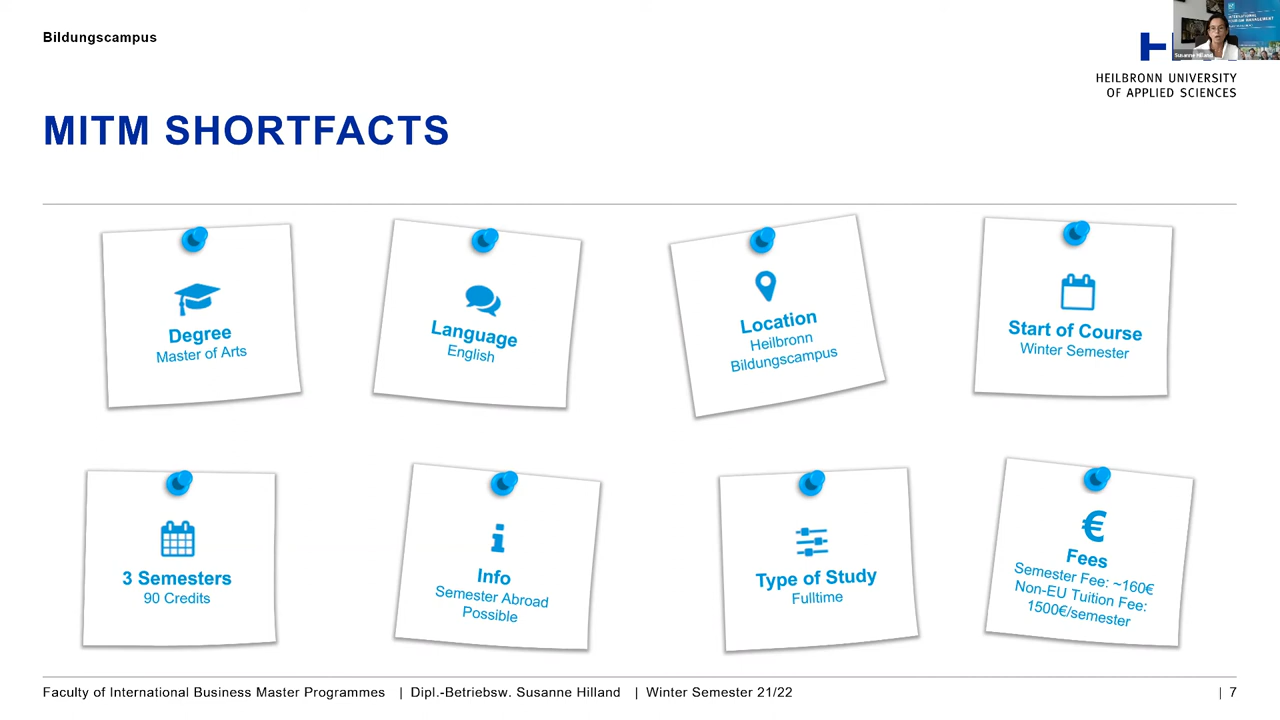 Bildungscampus
Susanne Hilland
HEILBRONN UNIVERSITY
OF APPLIED SCIENCES
MITM SHORTFACTS
Degree
Master of Arts
Language
English
Location
Heilbronn
Bildungscampus
Start of Course
Winter Semester
3 Semesters
90 Credits
Info
Semester Abroad
Possible
Type of Study
Fulltime
€
Fees
Semester Fee: ~160€
Non-EU Tuition Fee:
1500€/semester
Faculty of International Business Master Programmes | Dipl.-Betriebsw. Susanne Hilland | Winter Semester 21/22 | 7